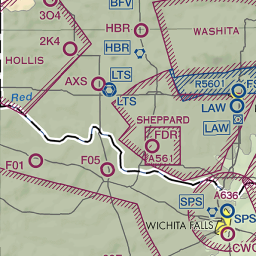 3O4
BFV
HBR
WASHITA
2K4
HBR
HOLLIS
AXS
LTS
R5601
FS
Red
LTS
LAW
SHEPPARD
LAW
FDR
A561
F01
F05
SPS
A636
WICHITA FALLS
SPS
CWC